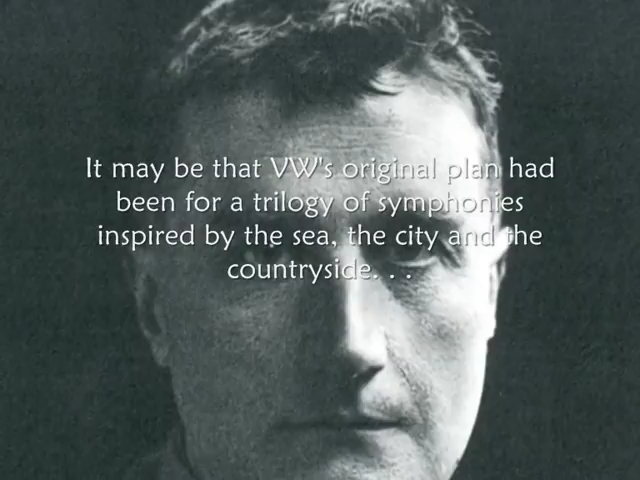 It may be that VW's original plan had
been for a trilogy of symphonies
inspired by the sea, the city and the
countryside. . .